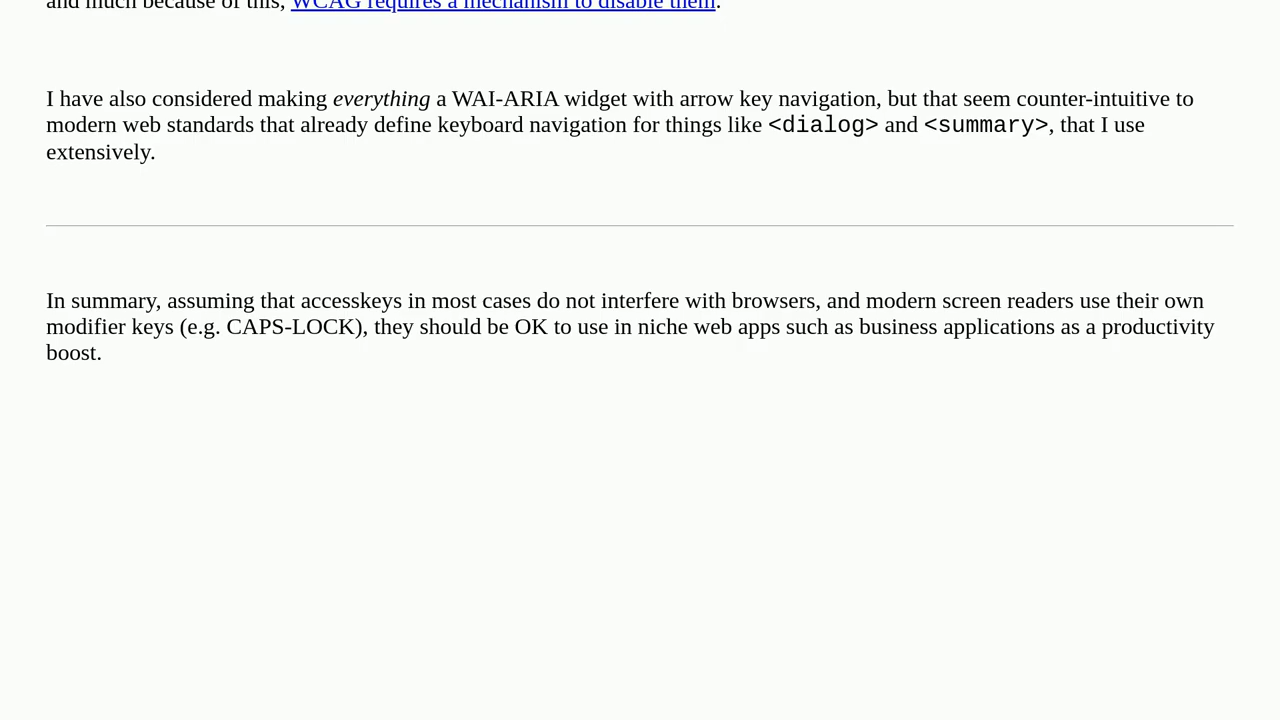 and much because of this, WCAG requires a mechanism to disable them.
I have also considered making everything a WAI-ARIA widget with arrow key navigation, but that seem counter-intuitive to
modern web standards that already define keyboard navigation for things like <dialog> and <summary>, that I use
extensively.
In summary, assuming that accesskeys in most cases do not interfere with browsers, and modern screen readers use their own
modifier keys (e.g. CAPS-LOCK), they should be OK to use in niche web apps such as business applications as a productivity
boost.